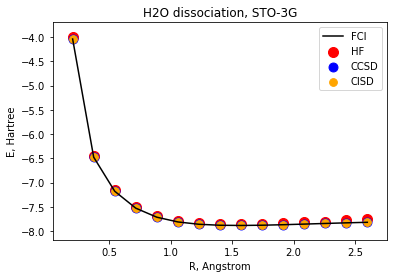 H2O dissociation, STO-3G
FCI
HF
CCSD
CISD
E, Hartree
−4.0
−4.5
−5.0
−5.5
−6.0
−6.5
−7.0
−7.5
−8.0
0.5
1.0
1.5
2.0
2.5
R, Angstrom